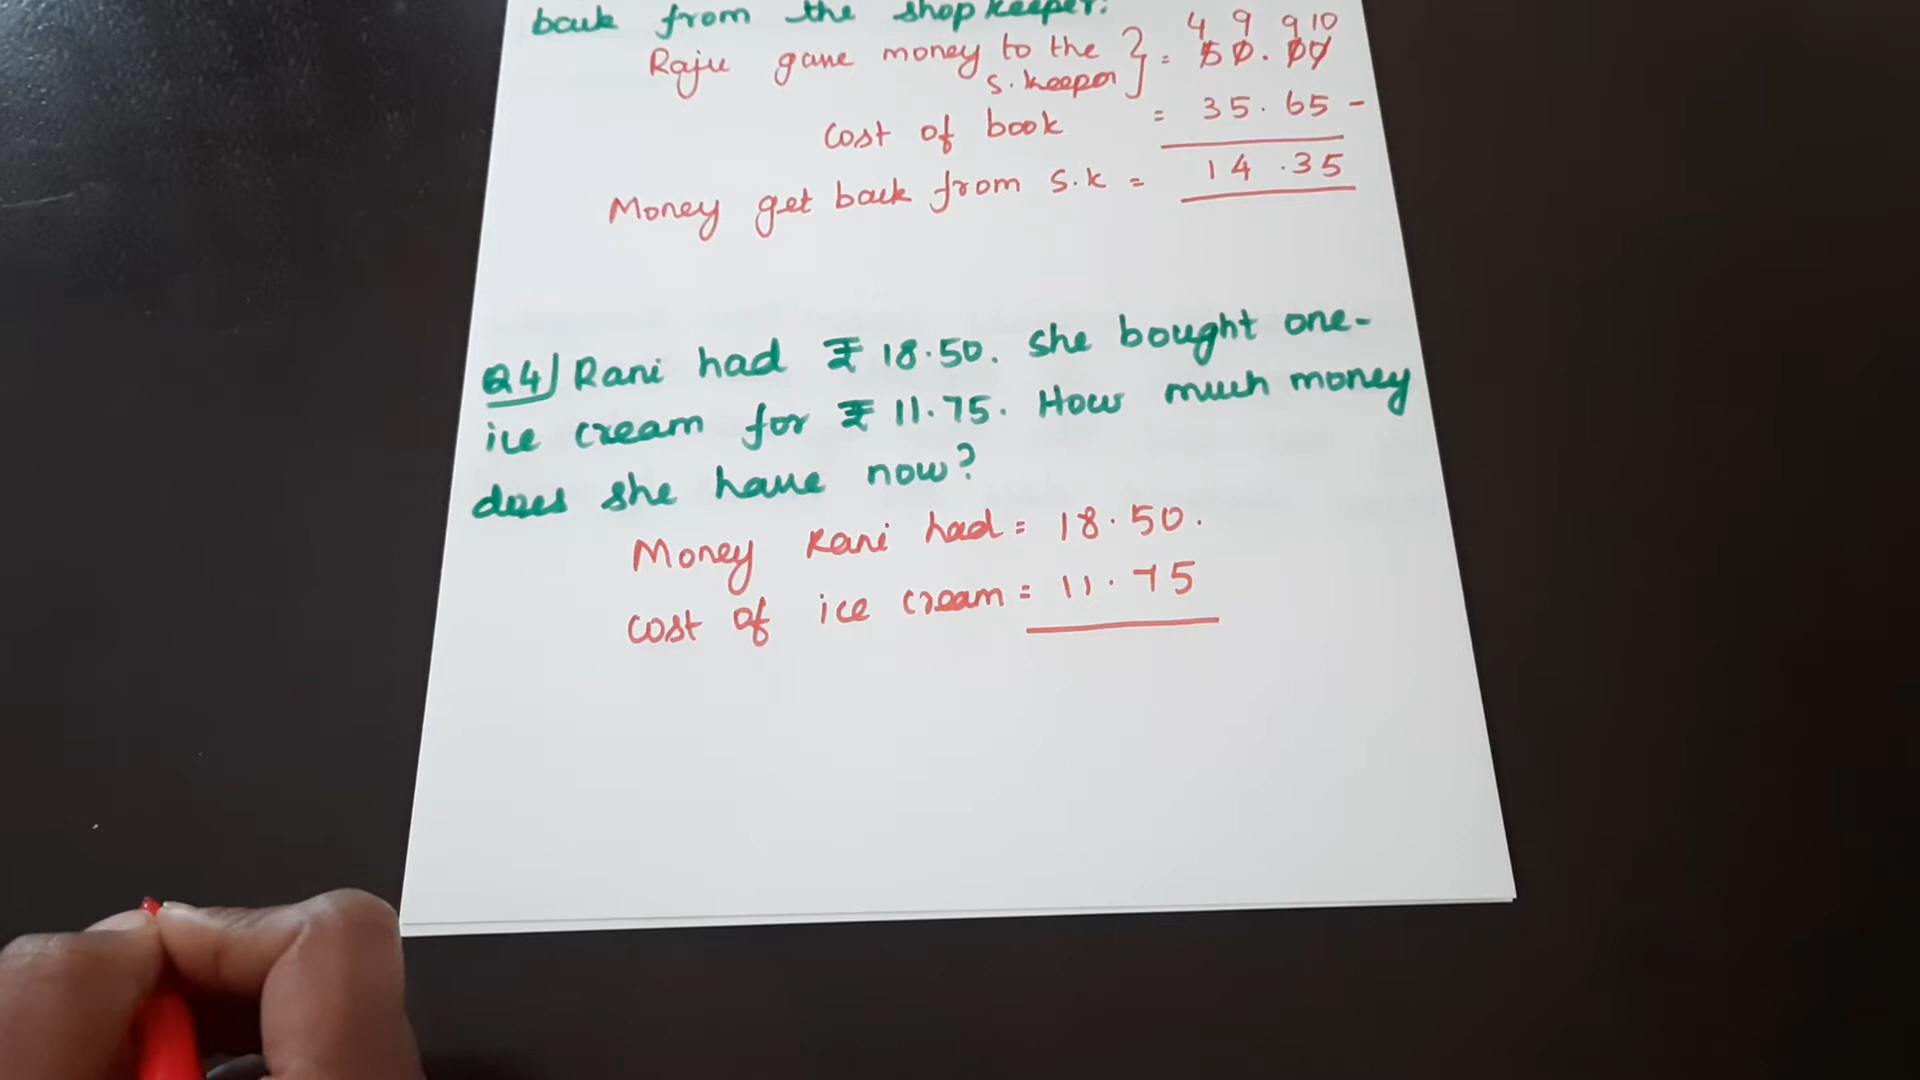 back from the shopkeeper.
4 9 9 10
Raju gave money to the } = 50.00
s.keeper
cost of book = 35.65 -
Money get back from s.k = 14.35
Q4) Rani had ₹ 18.50. she bought one-
ice cream for ₹ 11.75. How much money
does she have now?
Money Rani had = 18.50.
cost of ice cream = 11.75